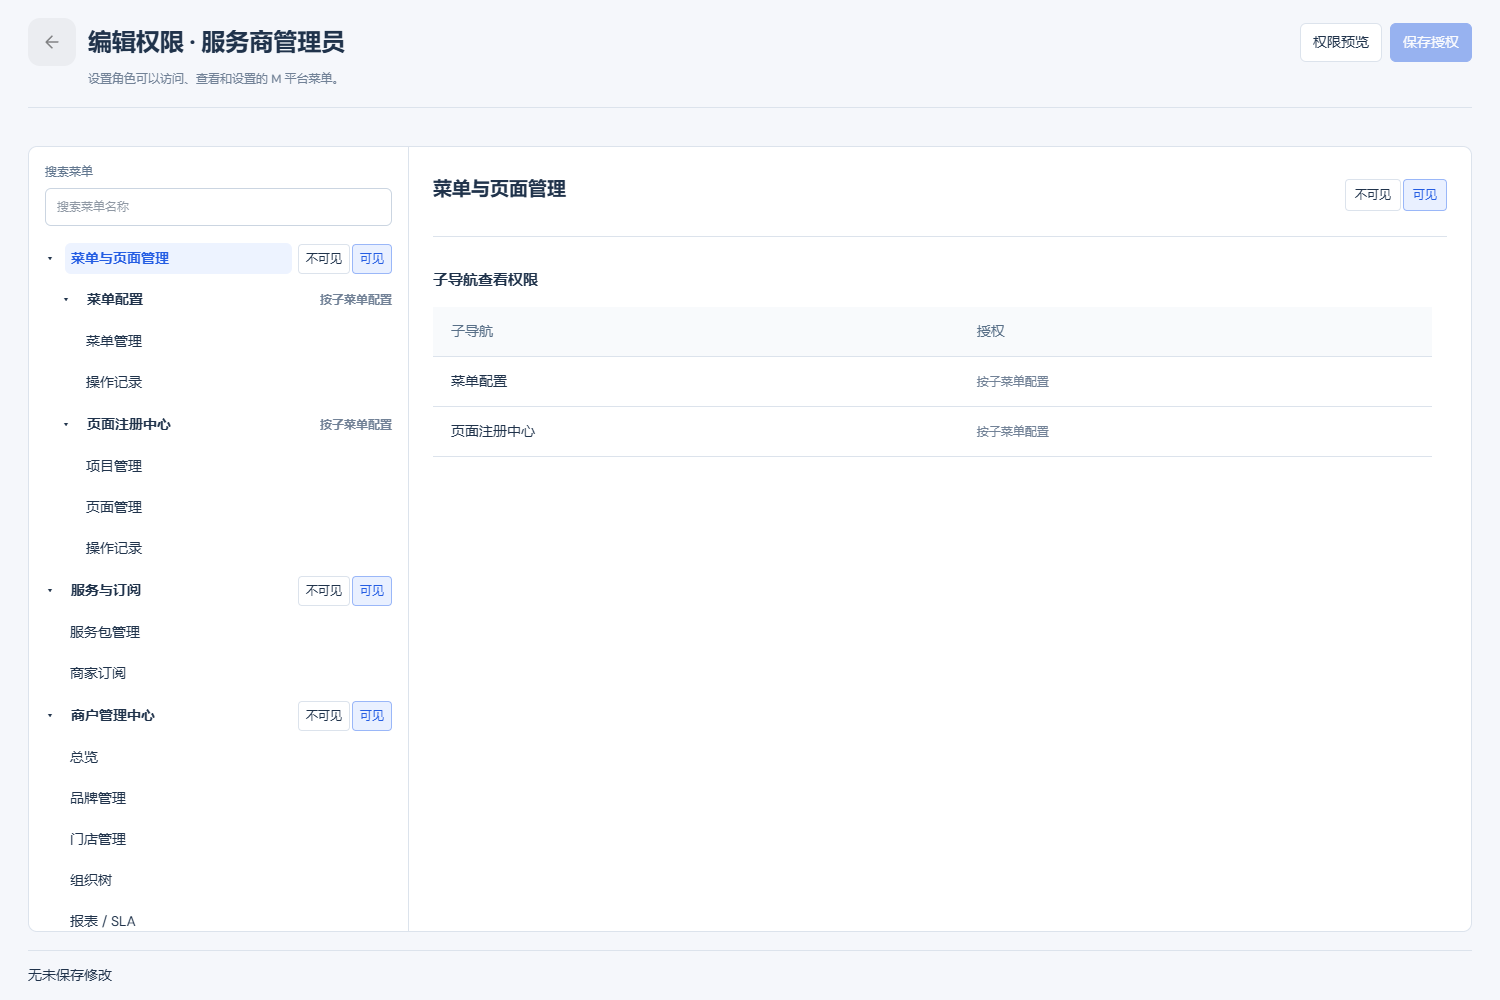 编辑权限 · 服务商管理员
设置角色可以访问、查看和设置的 M 平台菜单。
权限预览
保存授权
搜索菜单
搜索菜单名称
菜单与页面管理
不可见
可见
菜单配置
按子菜单配置
菜单管理
操作记录
页面注册中心
按子菜单配置
项目管理
页面管理
操作记录
服务与订阅
不可见
可见
服务包管理
商家订阅
商户管理中心
不可见
可见
总览
品牌管理
门店管理
组织树
报表 / SLA
菜单与页面管理
不可见
可见
子导航查看权限
子导航
授权
菜单配置
按子菜单配置
页面注册中心
按子菜单配置
无未保存修改